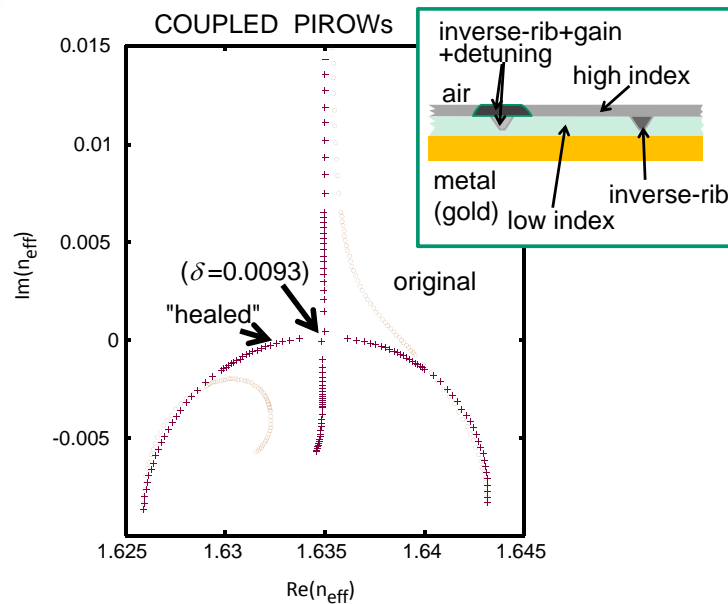 COUPLED PIROWs
inverse-rib+gain
+detuning
high index
air
metal
(gold)
low index
inverse-rib
0.015
0.01
0.005
0
-0.005
Im(neff)
(δ=0.0093)
"healed"
original
1.625
1.63
1.635
1.64
1.645
Re(neff)